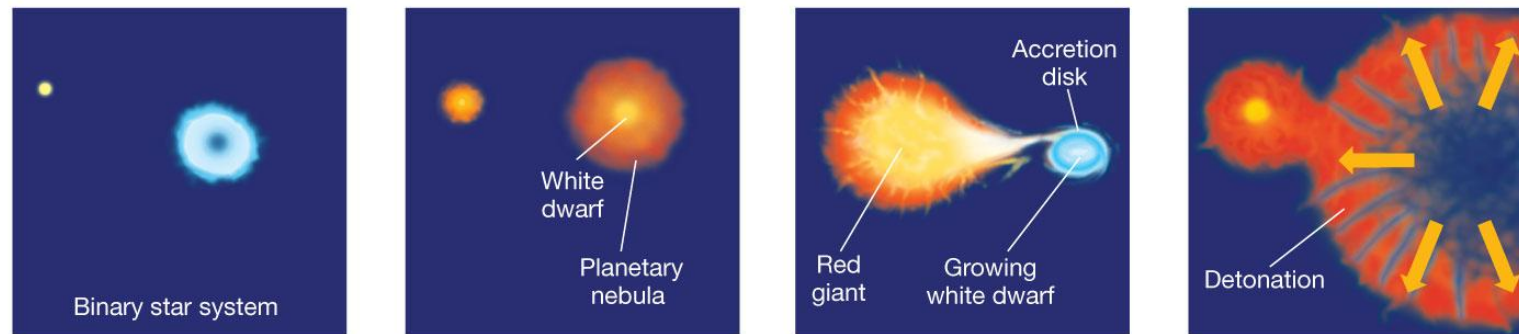 Binary star system
White
dwarf
Planetary
nebula
Accretion
disk
Red
giant
Growing
white dwarf
Detonation